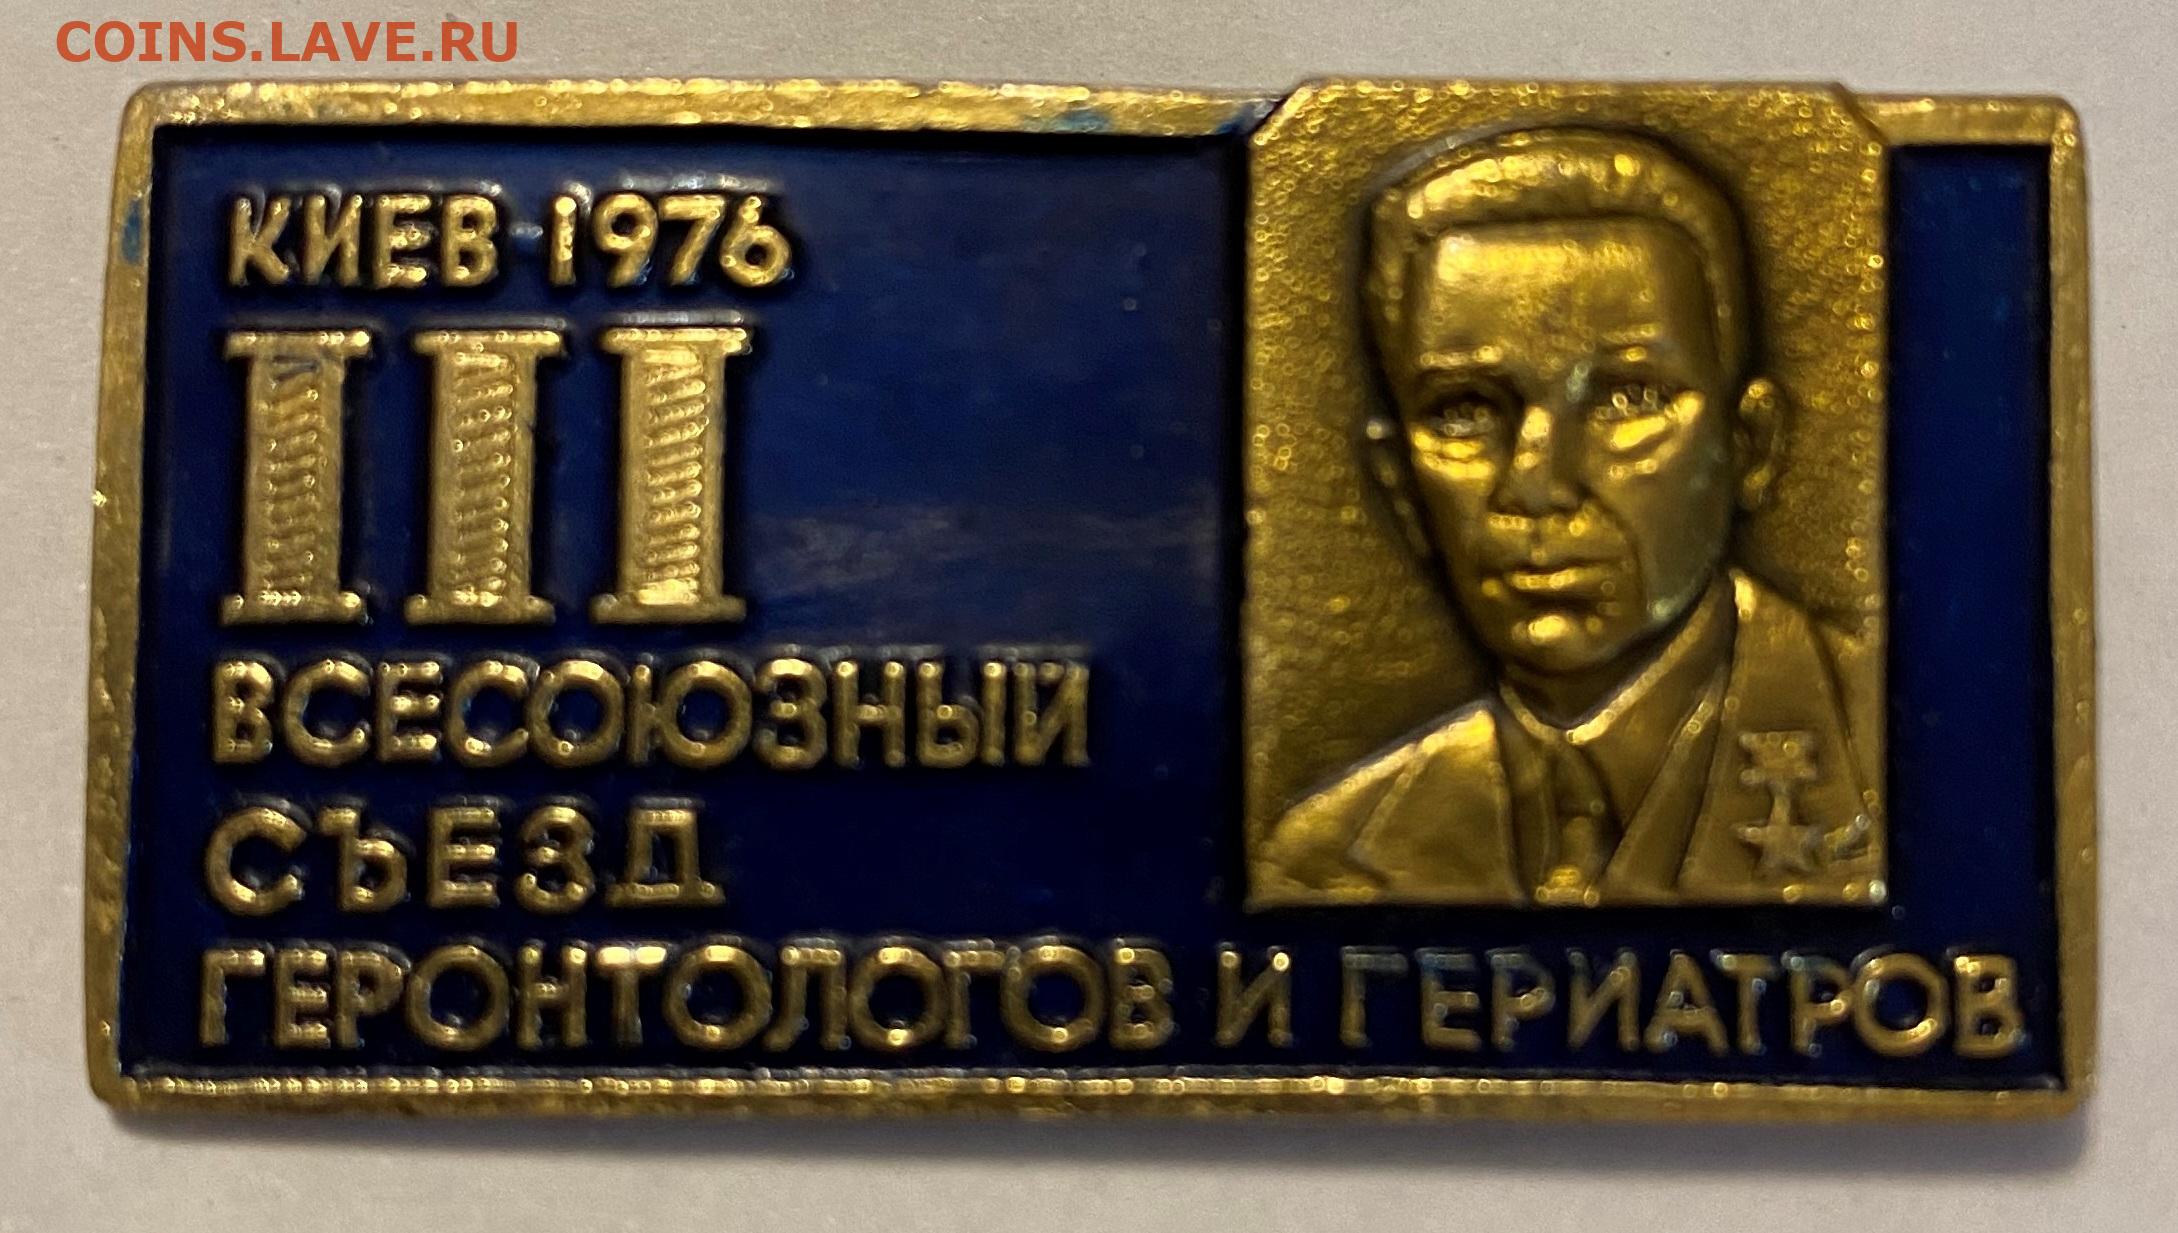 COINS.LAVE.RU
КИЕВ-1976
III
ВСЕСОЮЗНЫЙ
СЪЕЗД
ГЕРОНТОЛОГОВ И ГЕРИАТРОВ